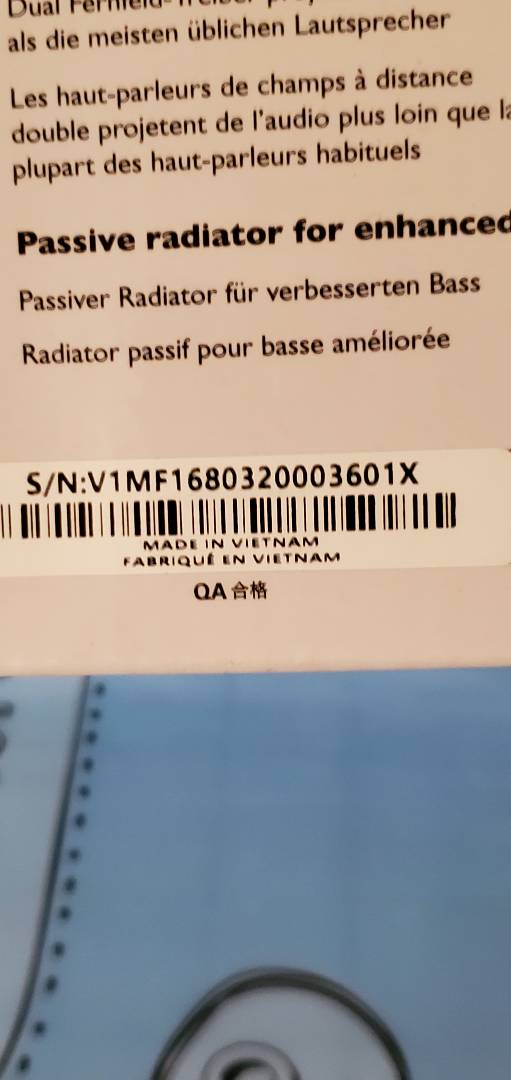 Dual
als die meisten üblichen Lautsprecher
Les haut-parleurs de champs à distance
double projetent de l'audio plus loin que la
plupart des haut-parleurs habituels
Passive radiator for enhanced
Passiver Radiator für verbesserten Bass
Radiator passif pour basse améliorée
S/N:V1MF1680320003601X
MADE IN VIETNAM
FABRIQUÉ EN VIETNAM
QA 合格